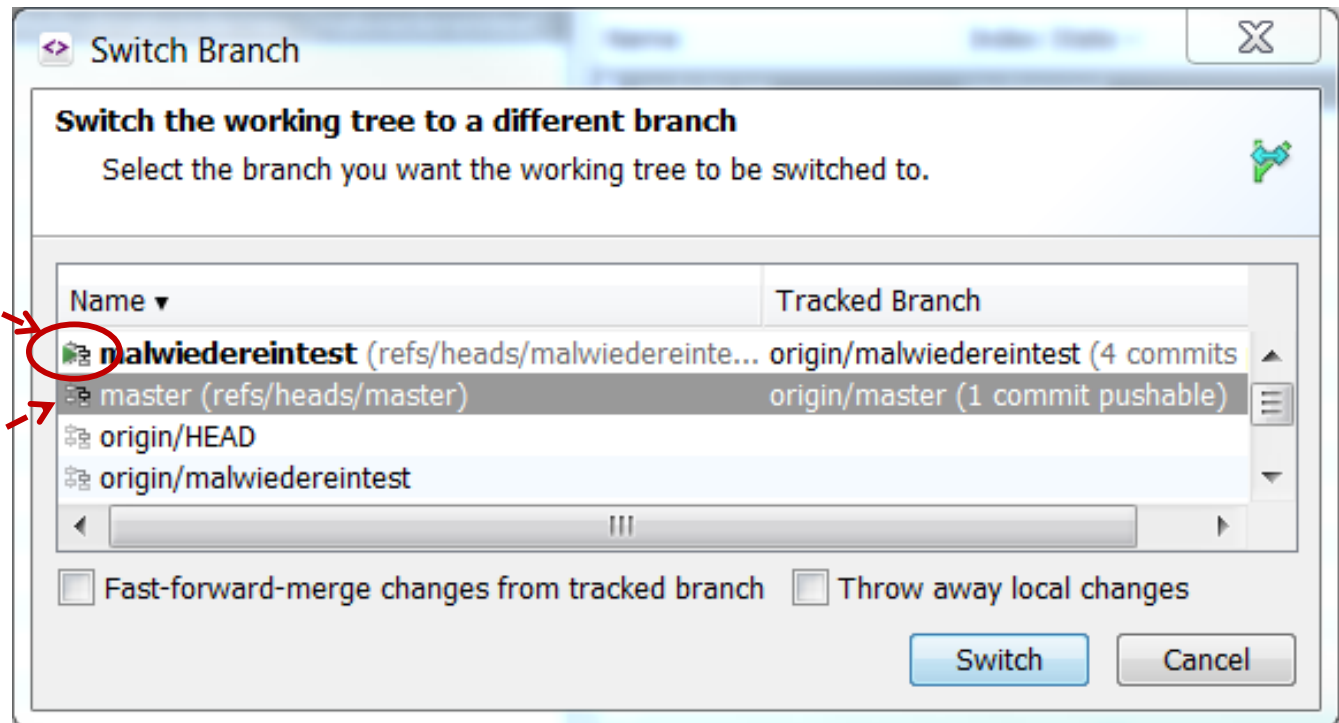 Switch Branch
Switch the working tree to a different branch
Select the branch you want the working tree to be switched to.
Name Tracked Branch
malwiedereintest (refs/heads/malwiedereinte... origin/malwiedereintest (4 commits
master (refs/heads/master) origin/master (1 commit pushable)
origin/HEAD
origin/malwiedereintest
Fast-forward-merge changes from tracked branch Throw away local changes
Switch Cancel